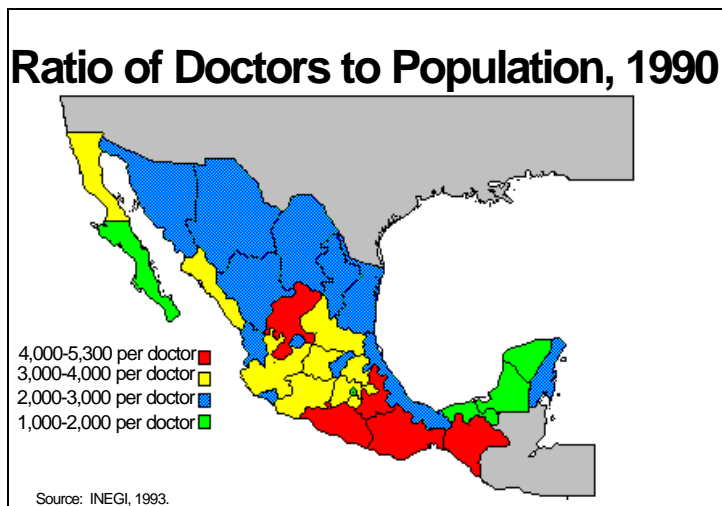 Ratio of Doctors to Population, 1990
4,000-5,300 per doctor
3,000-4,000 per doctor
2,000-3,000 per doctor
1,000-2,000 per doctor
Source: INEGI, 1993.